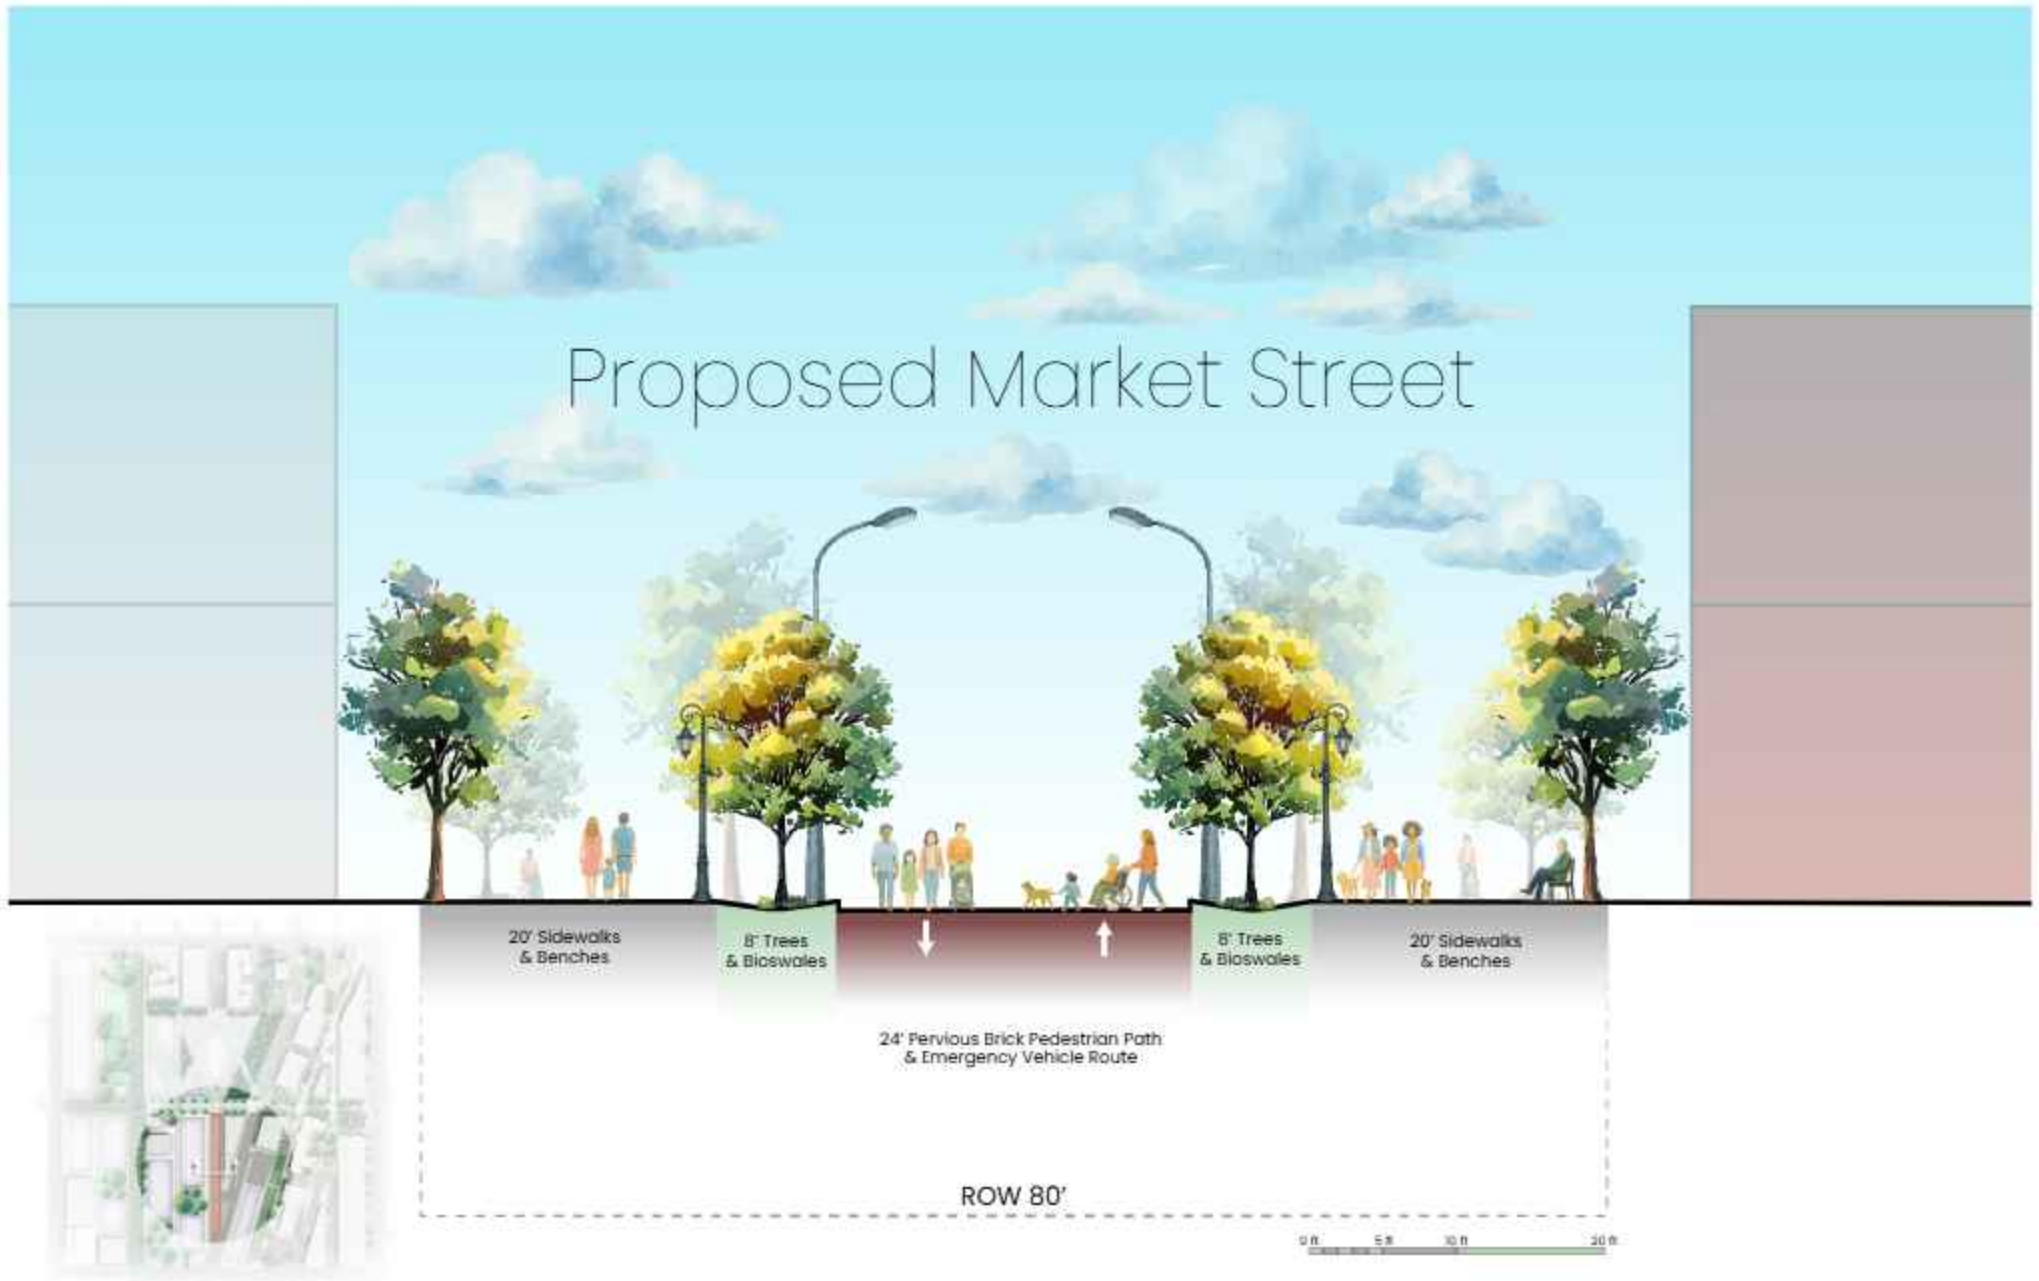 Proposed Market Street
20' Sidewalks
& Benches
8' Trees
& Bioswales
8' Trees
& Bioswales
20' Sidewalks
& Benches
24' Pervious Brick Pedestrian Path
& Emergency Vehicle Route
ROW 80'
0 ft 5 ft 10 ft 20 ft